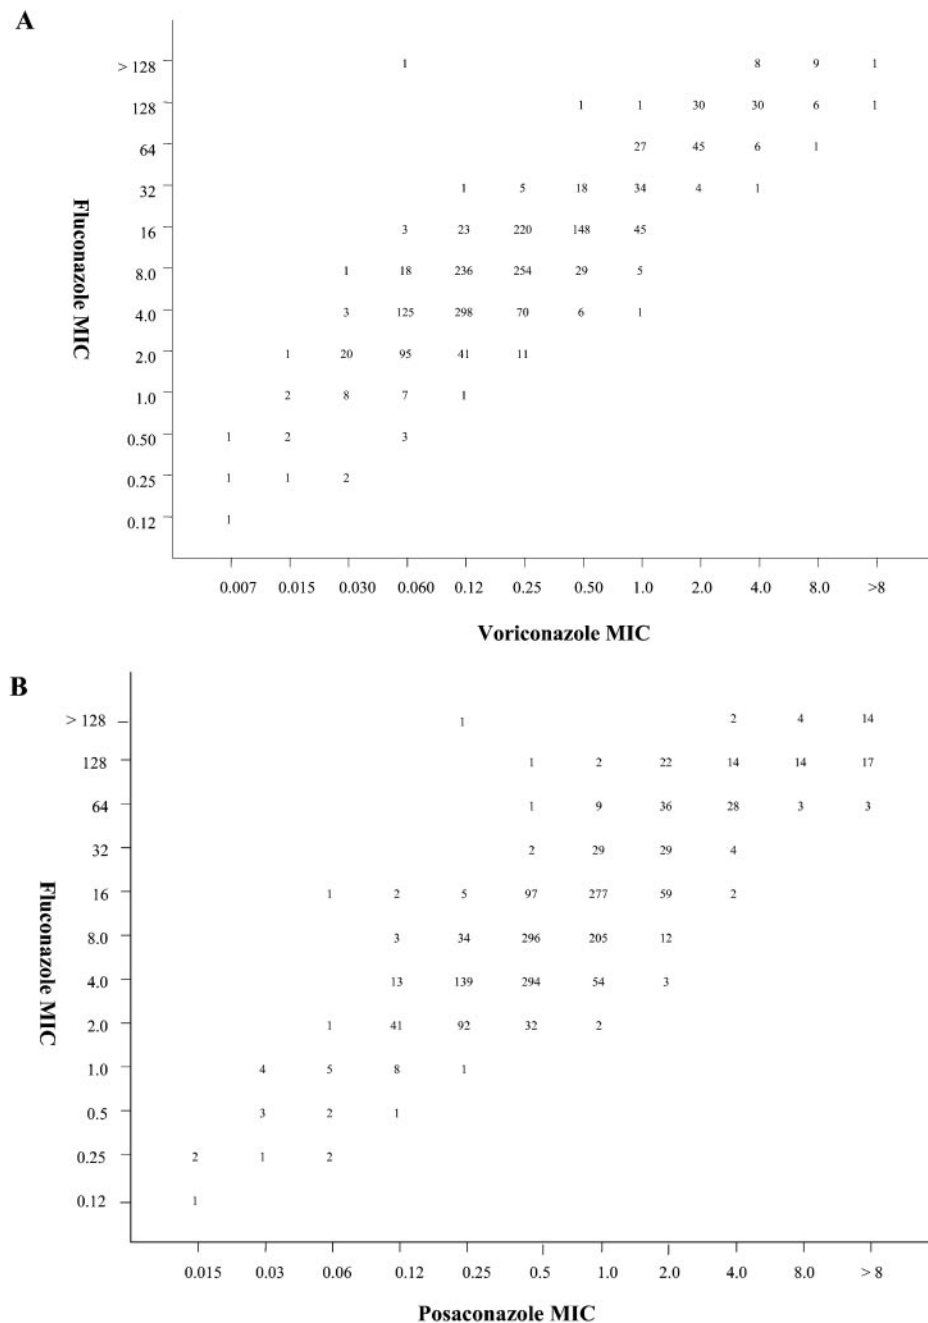 A
> 128 1 8 9 1
128 1 1 30 30 6 1
64 27 45 6 1
32 1 5 18 34 4 1
16 3 23 220 148 45
8.0 1 18 236 254 29 5
4.0 3 125 298 70 6 1
2.0 1 20 95 41 11
1.0 2 8 7 1
0.50 1 2 3
0.25 1 1 2
0.12 1
Fluconazole MIC
0.007 0.015 0.030 0.060 0.12 0.25 0.50 1.0 2.0 4.0 8.0 >8
Voriconazole MIC
B
> 128 1 2 4 14
128 1 2 22 14 14 17
64 1 9 36 28 3 3
32 2 29 29 4
16 1 2 5 97 277 59 2
8.0 3 34 296 205 12
4.0 13 139 294 54 3
2.0 1 41 92 32 2
1.0 4 5 8 1
0.5 3 2 1
0.25 2 1 2
0.12 1
Fluconazole MIC
0.015 0.03 0.06 0.12 0.25 0.5 1.0 2.0 4.0 8.0 > 8
Posaconazole MIC